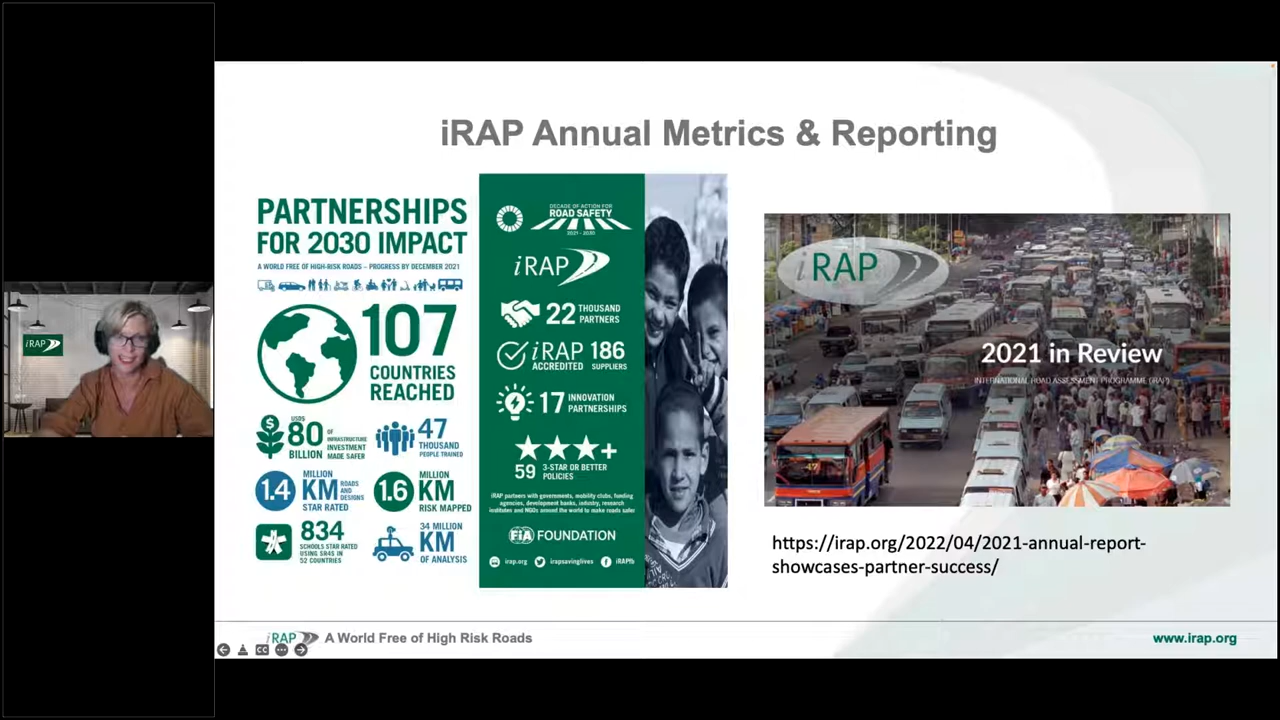 iRAP Annual Metrics & Reporting
PARTNERSHIPS
FOR 2030 IMPACT
A WORLD FREE OF HIGH-RISK ROADS – PROGRESS BY DECEMBER 2021
107
COUNTRIES
REACHED
USD$
80
BILLION
OF
INFRASTRUCTURE
INVESTMENT
MADE SAFER
47
THOUSAND
PEOPLE TRAINED
1.4
MILLION
KM
ROADS
AND
DESIGNS
STAR RATED
1.6
MILLION
KM
RISK MAPPED
834
SCHOOLS STAR RATED
USING SR4S IN
52 COUNTRIES
34 MILLION
KM
OF ANALYSIS
DECADE OF ACTION FOR
ROAD SAFETY
2021 - 2030
iRAP
22 THOUSAND
PARTNERS
iRAP
ACCREDITED
186
SUPPLIERS
17 INNOVATION
PARTNERSHIPS
59 3-STAR OR BETTER
POLICIES
iRAP partners with governments, mobility clubs, funding
agencies, development banks, industry, research
institutes and NGOs around the world to make roads safer
FiA FOUNDATION
irap.org
irapsavinglives
iRAPfb
iRAP
2021 in Review
INTERNATIONAL ROAD ASSESSMENT PROGRAMME (iRAP)
47
https://irap.org/2022/04/2021-annual-report-
showcases-partner-success/
iRAP
iRAP
A World Free of High Risk Roads
www.irap.org
CC